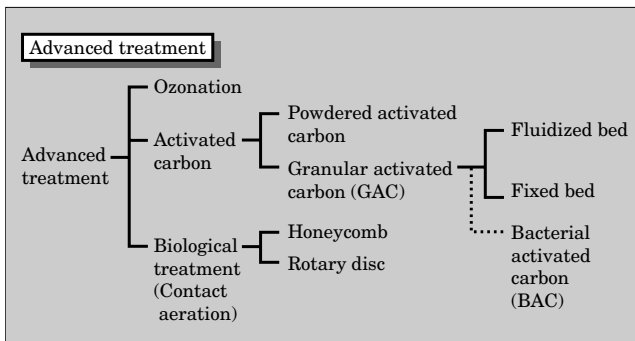 Advanced treatment
Advanced
treatment
Ozonation
Activated
carbon
Powdered activated
carbon
Granular activated
carbon (GAC)
Fluidized bed
Fixed bed
Bacterial
activated
carbon
(BAC)
Biological
treatment
(Contact
aeration)
Honeycomb
Rotary disc